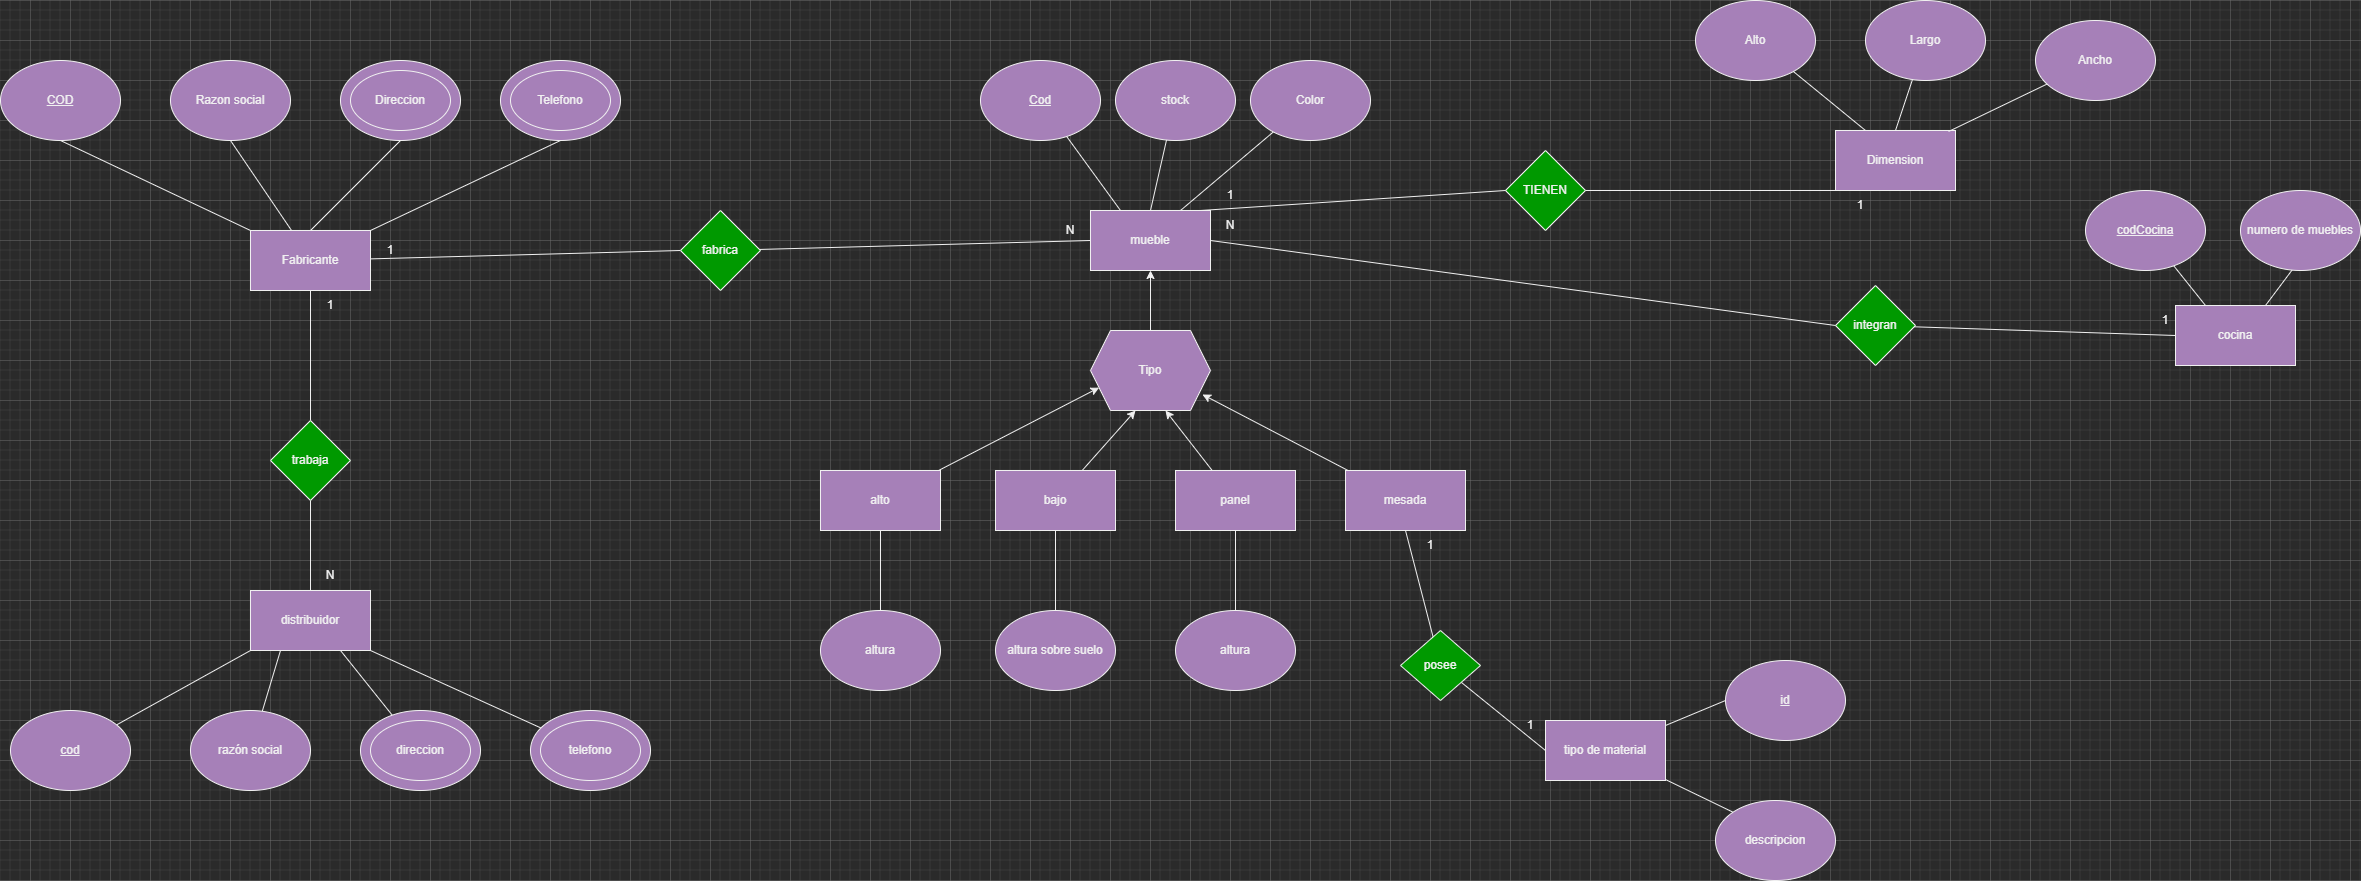 Alto
Largo
Ancho
COD
Razon social
Direccion
Telefono
Cod
stock
Color
Dimension
TIENEN
1
1
N
N
1
mueble
fabrica
1
Fabricante
1
codCocina
numero de muebles
integran
1
cocina
Tipo
trabaja
alto
bajo
panel
mesada
1
N
distribuidor
altura
altura sobre suelo
altura
posee
1
id
cod
razón social
direccion
telefono
tipo de material
descripcion